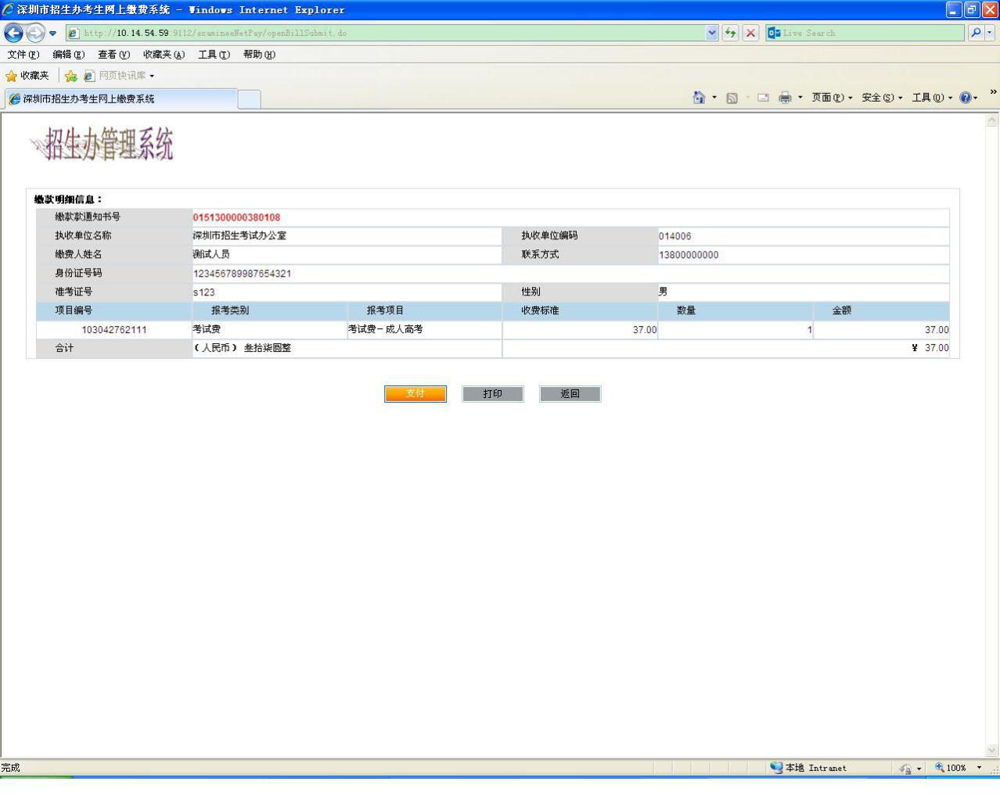 深圳市招生办考生网上缴费系统 - Windows Internet Explorer
http://10.14.54.59:9112/examineeNetPay/openBillSubmit.do
Live Search
文件(F) 编辑(E) 查看(V) 收藏夹(A) 工具(T) 帮助(H)
收藏夹 网页快讯库
深圳市招生办考生网上缴费系统
页面(P) 安全(S) 工具(O) »
招生办管理系统
缴款明细信息：
缴款款通知书号 0151300000380108
执收单位名称 深圳市招生考试办公室 执收单位编码 014006
缴费人姓名 测试人员 联系方式 13800000000
身份证号码 123456789987654321
准考证号 s123 性别 男
项目编号 报考类别 报考项目 收费标准 数量 金额
103042762111 考试费 考试费－成人高考 37.00 1 37.00
合计 （人民币） 叁拾柒圆整 ￥ 37.00
支付 打印 返回
完成 本地 Intranet 100%